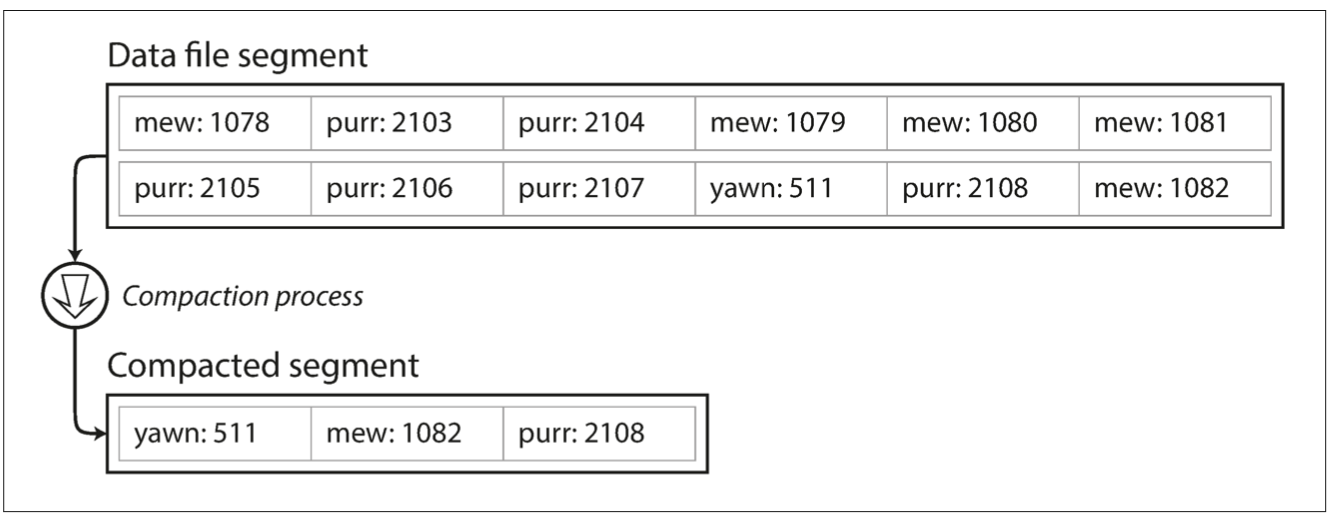 Data file segment
mew: 1078 purr: 2103 purr: 2104 mew: 1079 mew: 1080 mew: 1081
purr: 2105 purr: 2106 purr: 2107 yawn: 511 purr: 2108 mew: 1082
Compaction process
Compacted segment
yawn: 511 mew: 1082 purr: 2108